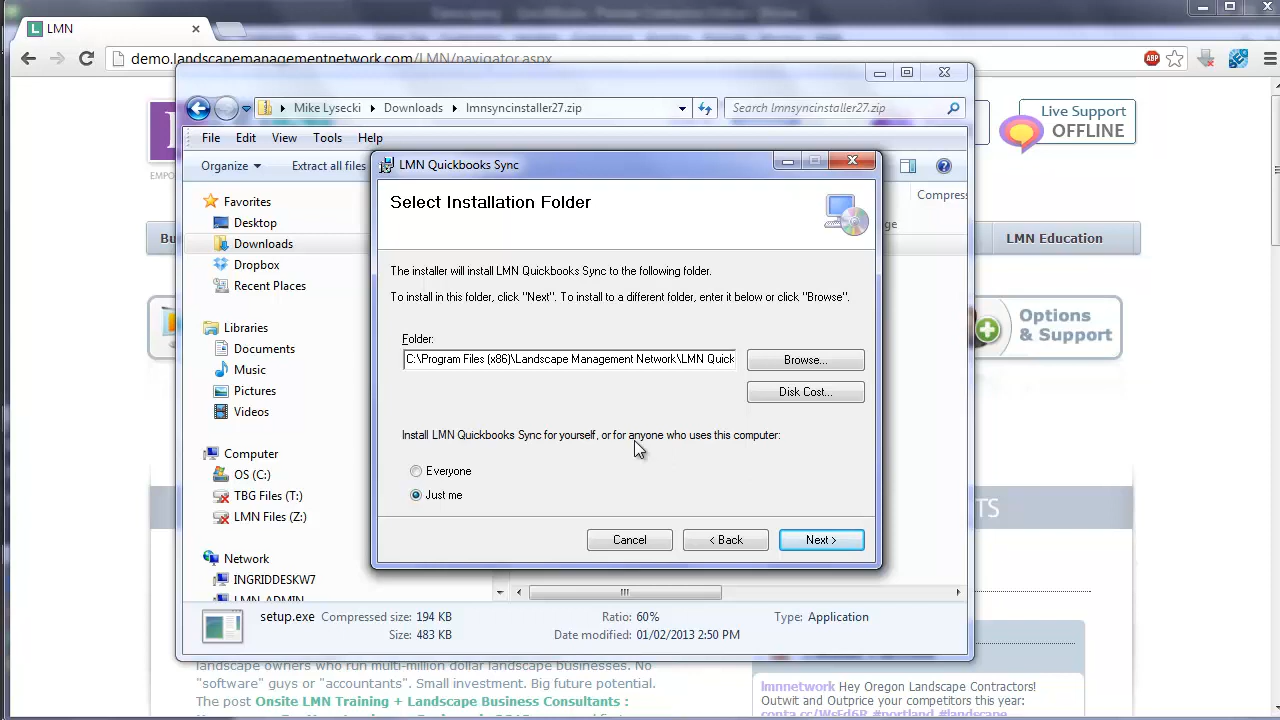 LMN
demo.landscapemanagementnetwork.com/LMN/navigator.aspx
ABP
Live Support
OFFLINE
Mike Lysecki
Downloads
lmnsyncinstaller27.zip
Search lmnsyncinstaller27.zip
File
Edit
View
Tools
Help
Organize
Extract all files
LMN Quickbooks Sync
Select Installation Folder
The installer will install LMN Quickbooks Sync to the following folder.
To install in this folder, click "Next". To install to a different folder, enter it below or click "Browse".
Folder:
C:\Program Files (x86)\Landscape Management Network\LMN Quick
Browse...
Disk Cost...
Install LMN Quickbooks Sync for yourself, or for anyone who uses this computer:
Everyone
Just me
Cancel
< Back
Next >
Favorites
Desktop
Downloads
Dropbox
Recent Places
Libraries
Documents
Music
Pictures
Videos
Computer
OS (C:)
TBG Files (T:)
LMN Files (Z:)
Network
INGRIDDESKW7
LMN_ADMIN
Compress
LMN Education
Options
& Support
setup.exe
Compressed size: 194 KB
Size: 483 KB
Ratio: 60%
Date modified: 01/02/2013 2:50 PM
Type: Application
landscape owners who run multi-million dollar landscape businesses. No
"software" guys or "accountants". Small investment. Big future potential.
The post Onsite LMN Training + Landscape Business Consultants :
lmnnetwork Hey Oregon Landscape Contractors!
Outwit and Outprice your competitors this year:
conta.cc/WsEd6R #portland #landscape